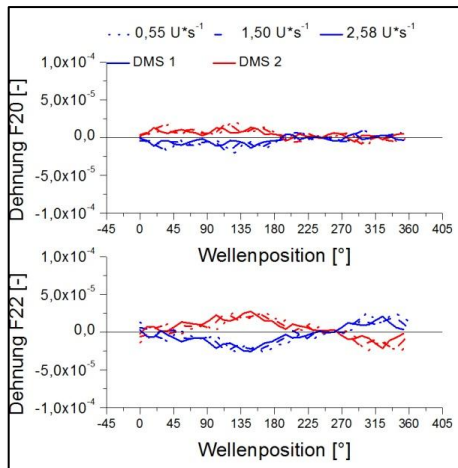 0,55 U*s⁻¹ 1,50 U*s⁻¹ 2,58 U*s⁻¹
DMS 1 DMS 2
Dehnung F20 [-]
1,0x10⁻⁴
5,0x10⁻⁵
0,0
-5,0x10⁻⁵
-1,0x10⁻⁴
-45 0 45 90 135 180 225 270 315 360 405
Wellenposition [°]
Dehnung F22 [-]
1,0x10⁻⁴
5,0x10⁻⁵
0,0
-5,0x10⁻⁵
-1,0x10⁻⁴
-45 0 45 90 135 180 225 270 315 360 405
Wellenposition [°]